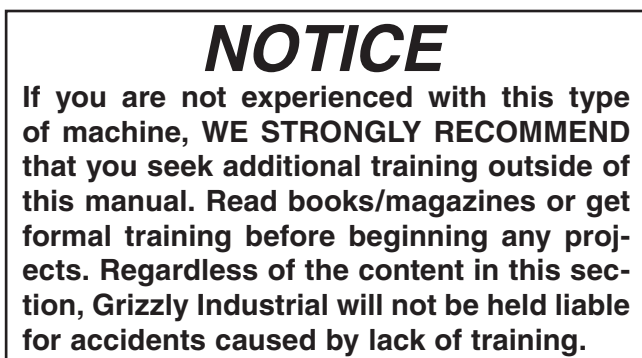 NOTICE
If you are not experienced with this type
of machine, WE STRONGLY RECOMMEND
that you seek additional training outside of
this manual. Read books/magazines or get
formal training before beginning any proj-
ects. Regardless of the content in this sec-
tion, Grizzly Industrial will not be held liable
for accidents caused by lack of training.